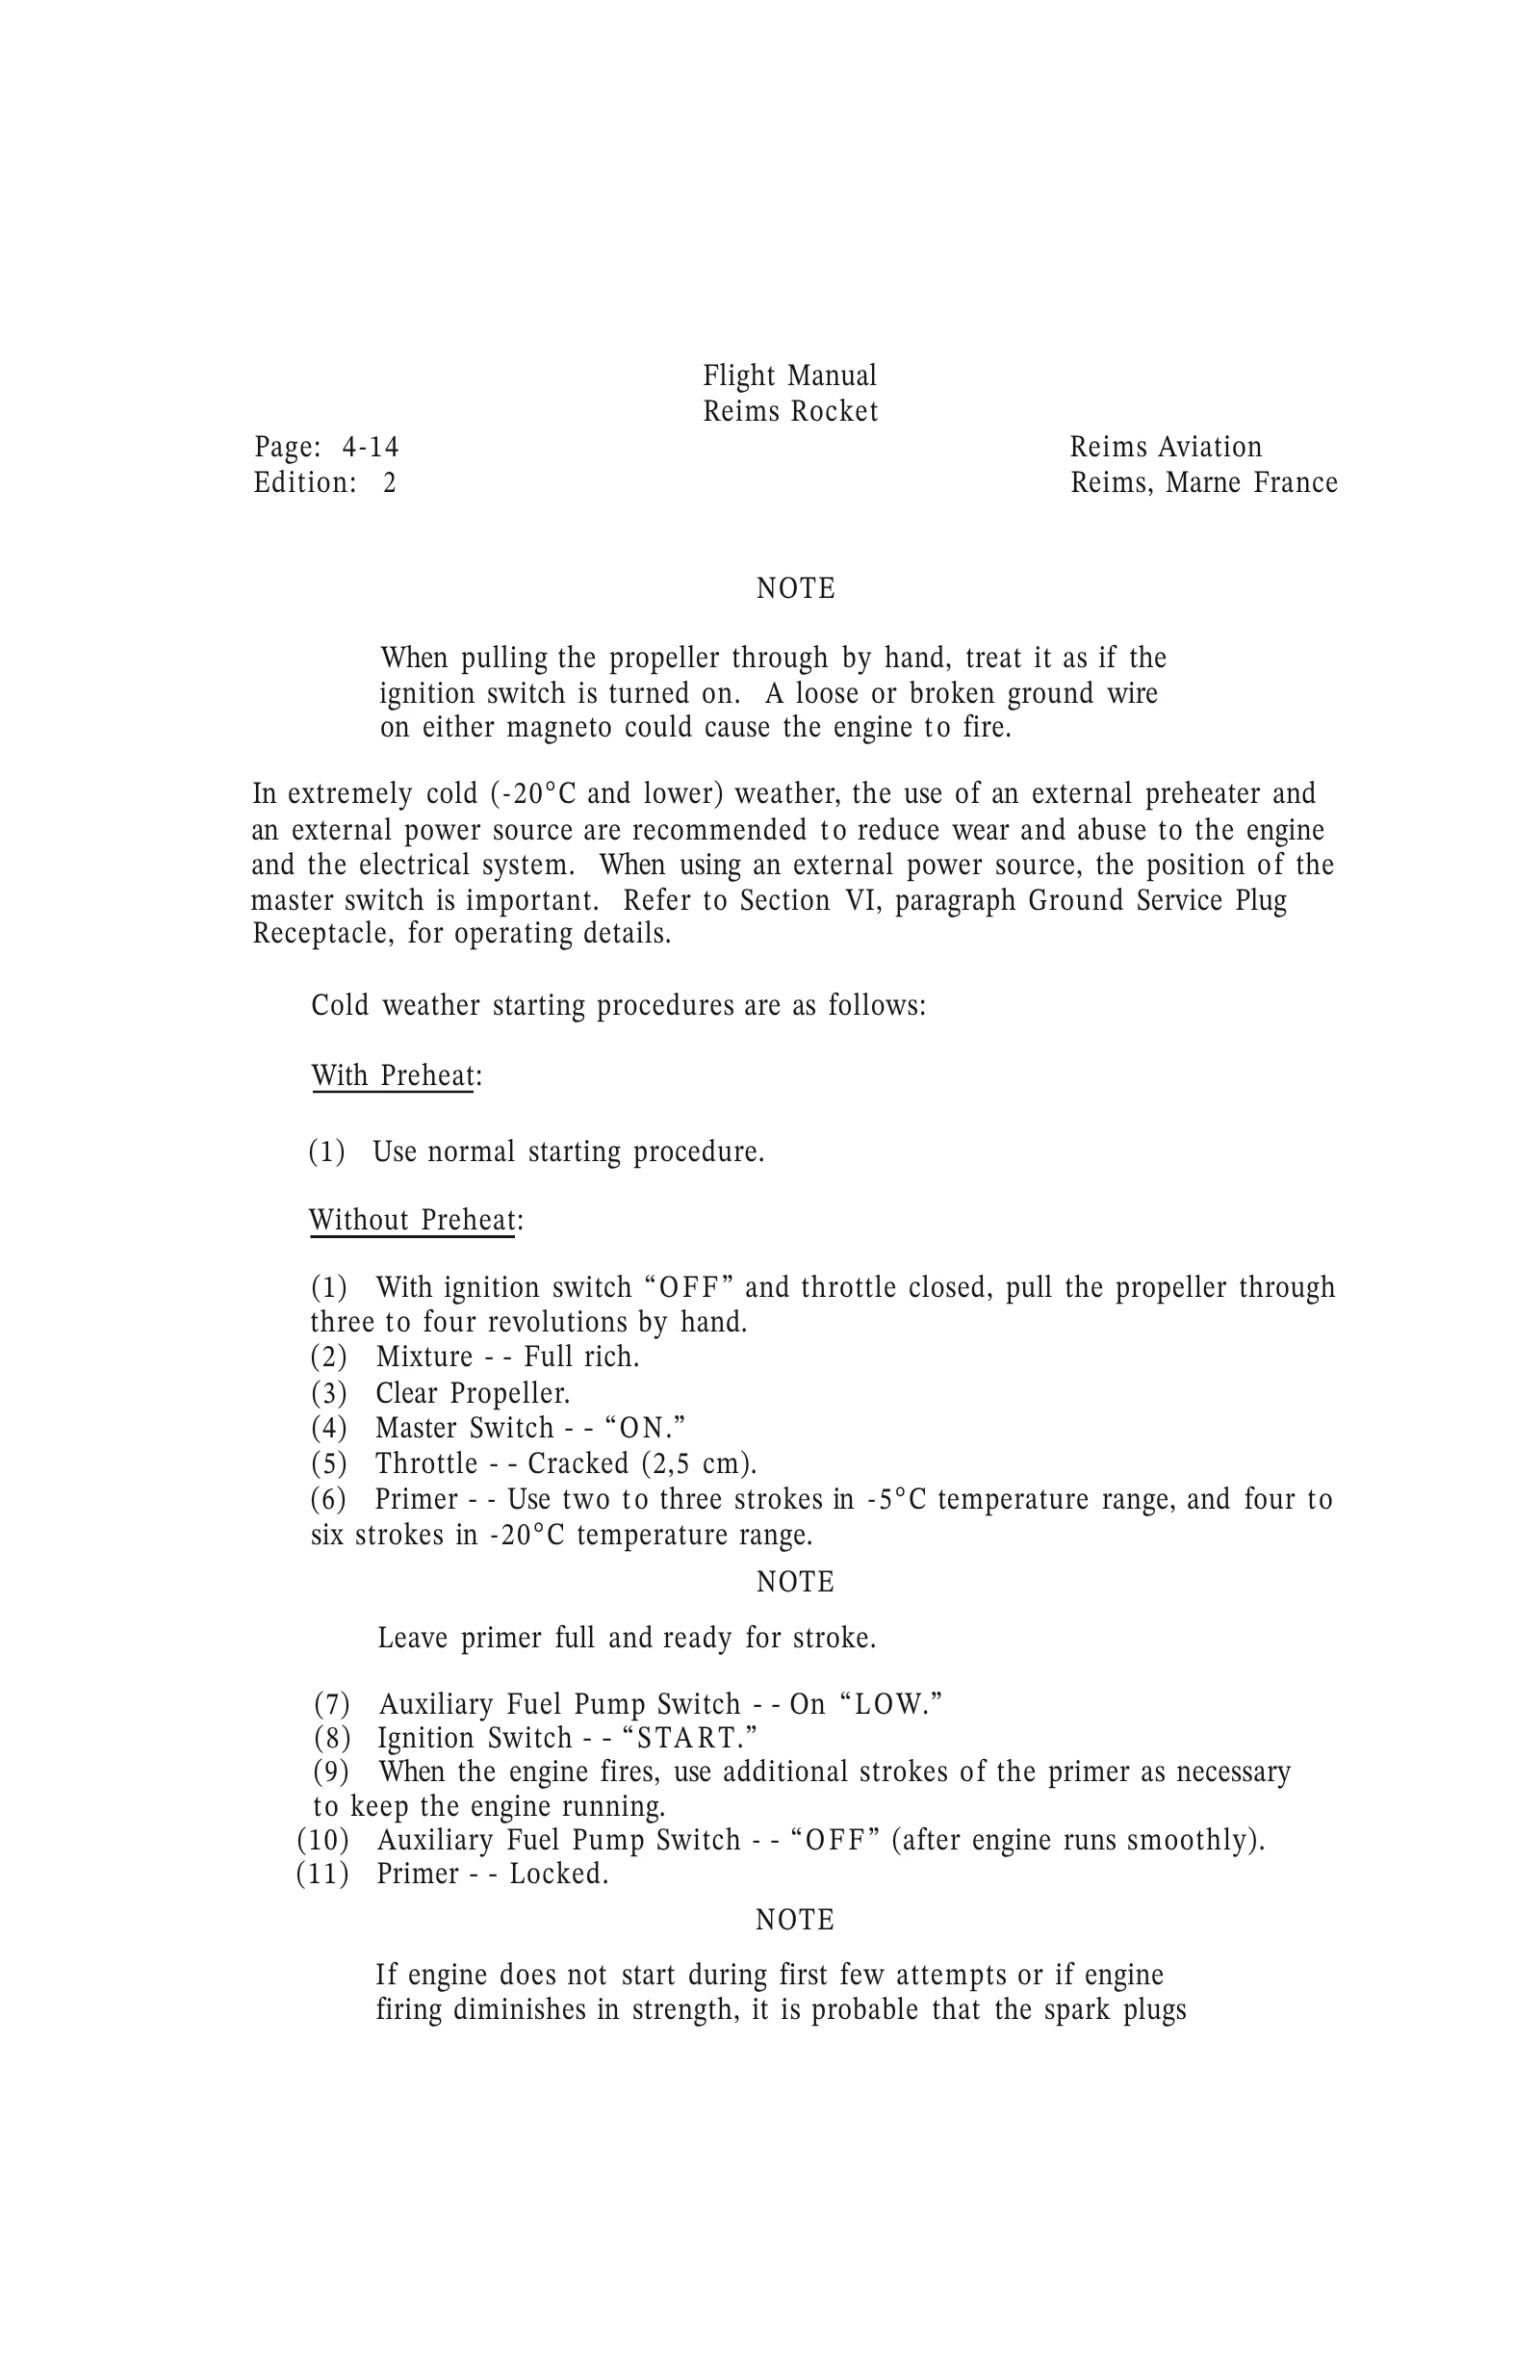 Flight Manual
Reims Rocket
Page: 4-14
Reims Aviation
Edition: 2
Reims, Marne France
NOTE
When pulling the propeller through by hand, treat it as if the
ignition switch is turned on. A loose or broken ground wire
on either magneto could cause the engine to fire.
In extremely cold (-20°C and lower) weather, the use of an external preheater and
an external power source are recommended to reduce wear and abuse to the engine
and the electrical system. When using an external power source, the position of the
master switch is important. Refer to Section VI, paragraph Ground Service Plug
Receptacle, for operating details.
Cold weather starting procedures are as follows:
With Preheat:
(1) Use normal starting procedure.
Without Preheat:
(1) With ignition switch “OFF” and throttle closed, pull the propeller through
three to four revolutions by hand.
(2) Mixture - - Full rich.
(3) Clear Propeller.
(4) Master Switch - - “ON.”
(5) Throttle - - Cracked (2,5 cm).
(6) Primer - - Use two to three strokes in -5°C temperature range, and four to
six strokes in -20°C temperature range.
NOTE
Leave primer full and ready for stroke.
(7) Auxiliary Fuel Pump Switch - - On “LOW.”
(8) Ignition Switch - - “START.”
(9) When the engine fires, use additional strokes of the primer as necessary
to keep the engine running.
(10) Auxiliary Fuel Pump Switch - - “OFF” (after engine runs smoothly).
(11) Primer - - Locked.
NOTE
If engine does not start during first few attempts or if engine
firing diminishes in strength, it is probable that the spark plugs